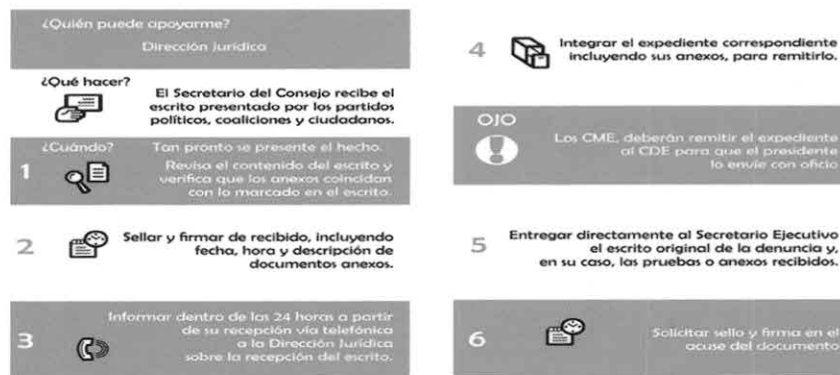 ¿Quién puede apoyarme?
Dirección Jurídica
¿Qué hacer?
El Secretario del Consejo recibe el
escrito presentado por los partidos
políticos, coaliciones y ciudadanos.
¿Cuándo?
Tan pronto se presente el hecho.
1
Revisa el contenido del escrito y
verifica que los anexos coincidan
con lo marcado en el escrito.
2
Sellar y firmar de recibido, incluyendo
fecha, hora y descripción de
documentos anexos.
3
Informar dentro de las 24 horas a partir
de su recepción vía telefónica
a la Dirección Jurídica
sobre la recepción del escrito.
4
Integrar el expediente correspondiente
incluyendo sus anexos, para remitirlo.
OJO
Los CME, deberán remitir el expediente
al CDE para que el presidente
lo envíe con oficio
5
Entregar directamente al Secretario Ejecutivo
el escrito original de la denuncia y,
en su caso, las pruebas o anexos recibidos.
6
Solicitar sello y firma en el
acuse del documento